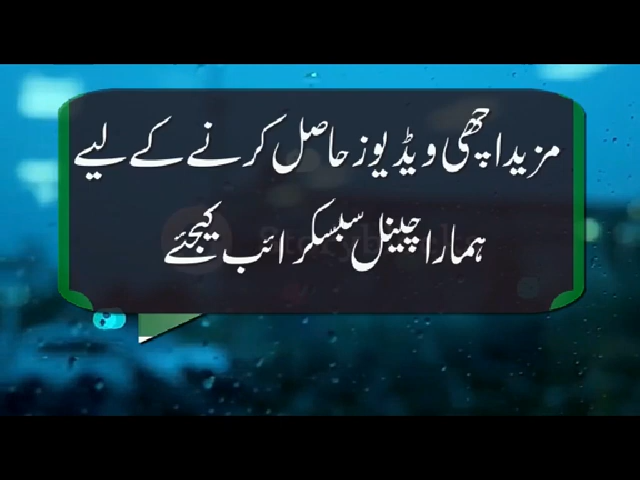 مزید اچھی ویڈیوز حاصل کرنے کے لیے
ہمارا چینل سبسکرائب کیجئے